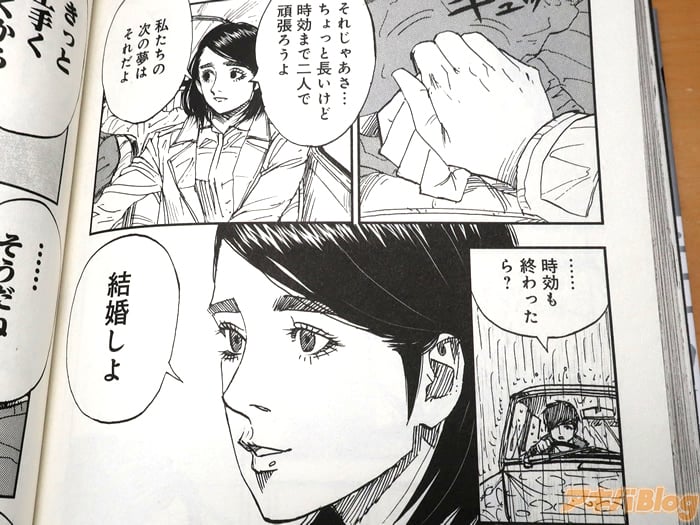 キュッ
それじゃあさ…
ちょっと長いけど
時効まで二人で
頑張ろうよ
私たちの
次の夢は
それだよ
……
時効も
終わった
ら?
結婚しよ
きっと
上手く
……
そうだね
アキバBlog